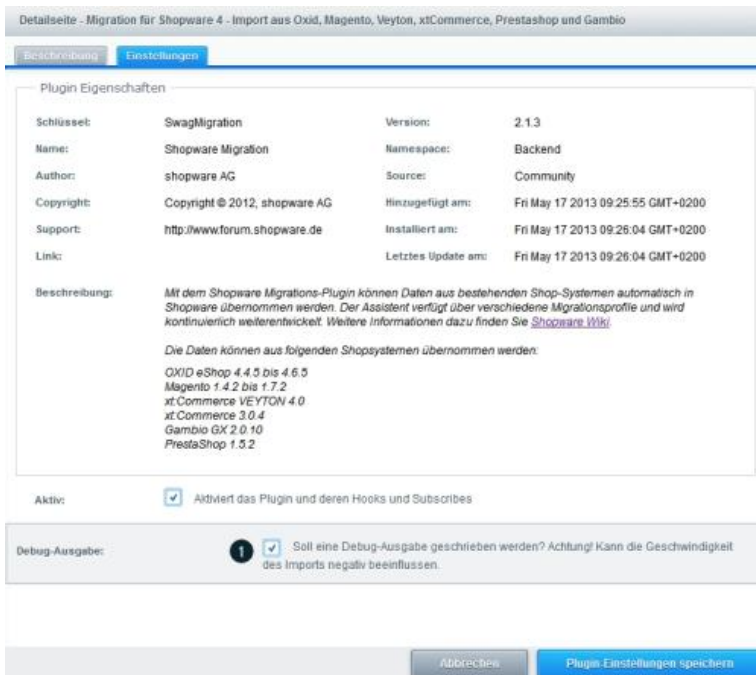 Detailseite - Migration für Shopware 4 - Import aus Oxid, Magento, Veyton, xtCommerce, Prestashop und Gambio
Beschreibung Einstellungen
Plugin Eigenschaften
Schlüssel: SwagMigration Version: 2.1.3
Name: Shopware Migration Namespace: Backend
Author: shopware AG Source: Community
Copyright: Copyright © 2012, shopware AG Hinzugefügt am: Fri May 17 2013 09:25:55 GMT+0200
Support: http://www.forum.shopware.de Installiert am: Fri May 17 2013 09:26:04 GMT+0200
Link: Letztes Update am: Fri May 17 2013 09:26:04 GMT+0200
Beschreibung: Mit dem Shopware Migrations-Plugin können Daten aus bestehenden Shop-Systemen automatisch in
Shopware übernommen werden. Der Assistent verfügt über verschiedene Migrationsprofile und wird
kontinuierlich weiterentwickelt. Weitere Informationen dazu finden Sie Shopware Wiki.
Die Daten können aus folgenden Shopsystemen übernommen werden:
OXID eShop 4.4.5 bis 4.6.5
Magento 1.4.2 bis 1.7.2
xt:Commerce VEYTON 4.0
xt:Commerce 3.0.4
Gambio GX 2.0.10
PrestaShop 1.5.2
Aktiv: Aktiviert das Plugin und deren Hooks und Subscribes
Debug-Ausgabe: 1 Soll eine Debug-Ausgabe geschrieben werden? Achtung! Kann die Geschwindigkeit
des Imports negativ beeinflussen.
Abbrechen Plugin-Einstellungen speichern